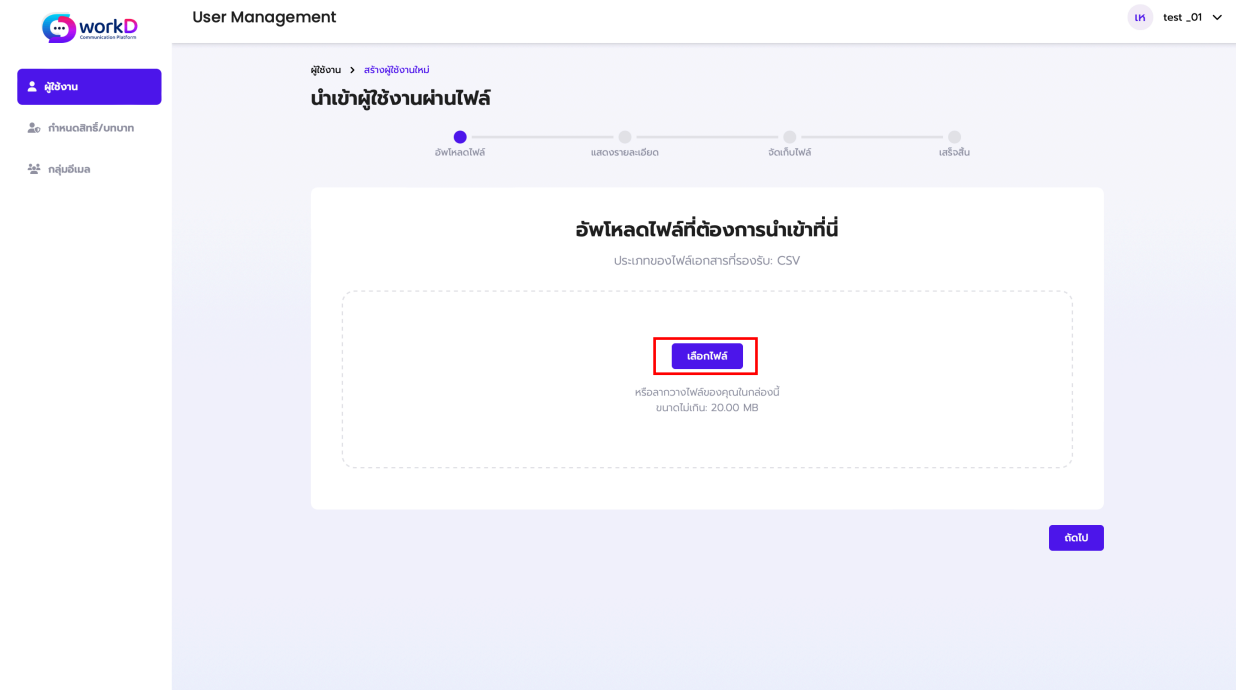 workD
Communication Platform
User Management
เห
test _01
ผู้ใช้งาน
กำหนดสิทธิ์/บทบาท
กลุ่มอีเมล
ผู้ใช้งาน > สร้างผู้ใช้งานใหม่
นำเข้าผู้ใช้งานผ่านไฟล์
อัพโหลดไฟล์
แสดงรายละเอียด
จัดเก็บไฟล์
เสร็จสิ้น
อัพโหลดไฟล์ที่ต้องการนำเข้าที่นี่
ประเภทของไฟล์เอกสารที่รองรับ: CSV
เลือกไฟล์
หรือลากวางไฟล์ของคุณในกล่องนี้
ขนาดไม่เกิน: 20.00 MB
ถัดไป